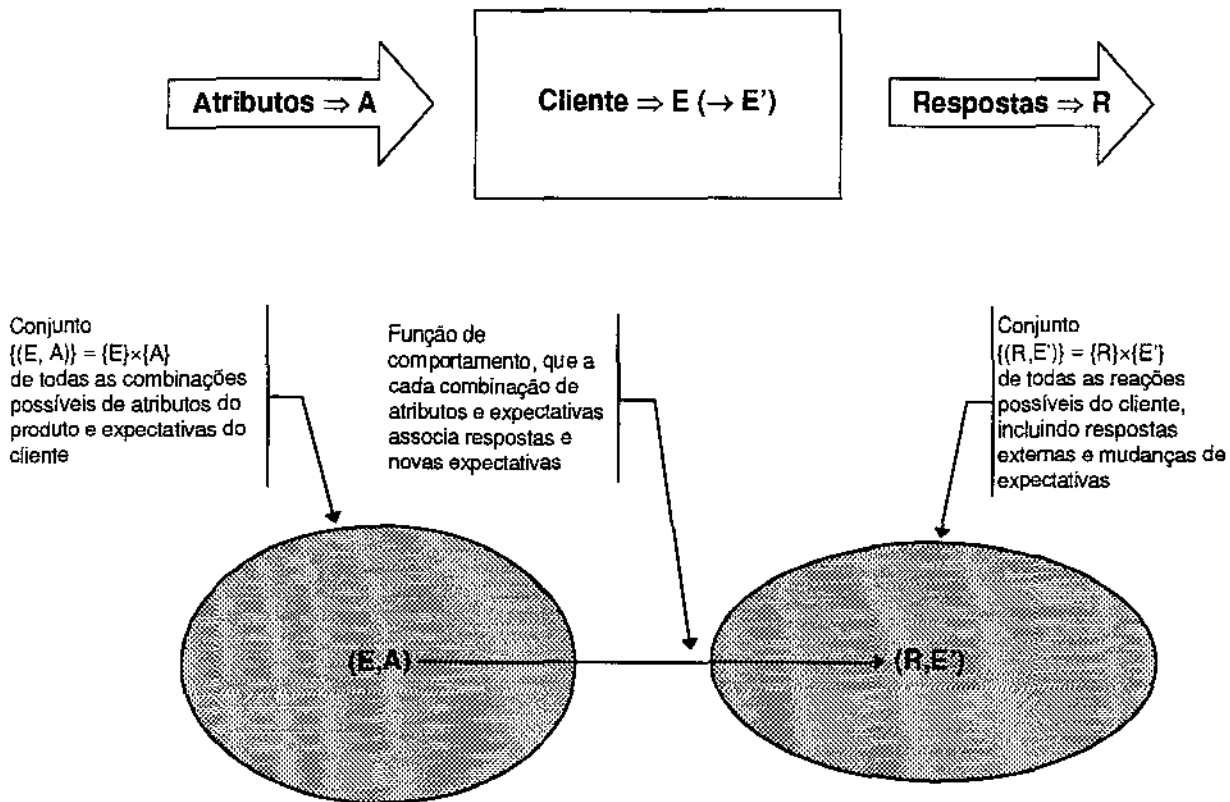 Atributos ⇒ A
Cliente ⇒ E (→ E')
Respostas ⇒ R
Conjunto
{(E, A)} = {E}×{A}
de todas as combinações
possíveis de atributos do
produto e expectativas do
cliente
Função de
comportamento, que a
cada combinação de
atributos e expectativas
associa respostas e
novas expectativas
Conjunto
{(R,E')} = {R}×{E'}
de todas as reações
possíveis do cliente,
incluindo respostas
externas e mudanças de
expectativas
(E,A)
(R,E')